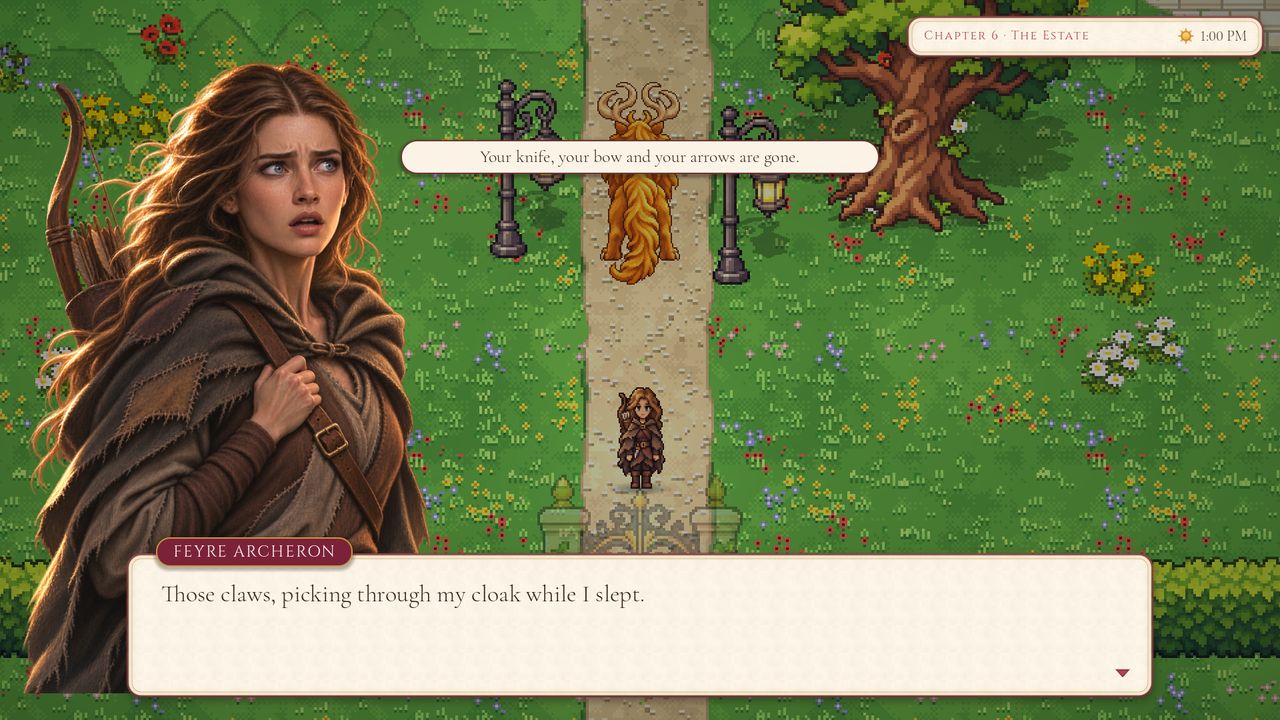 Chapter 6 · The Estate
1:00 PM
Your knife, your bow and your arrows are gone.
Feyre Archeron
Those claws, picking through my cloak while I slept.